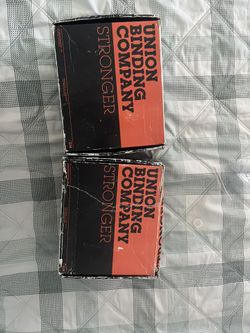 UNION
BINDING
COMPANY
STRONGER
UNION
BINDING
COMPANY
STRONGER